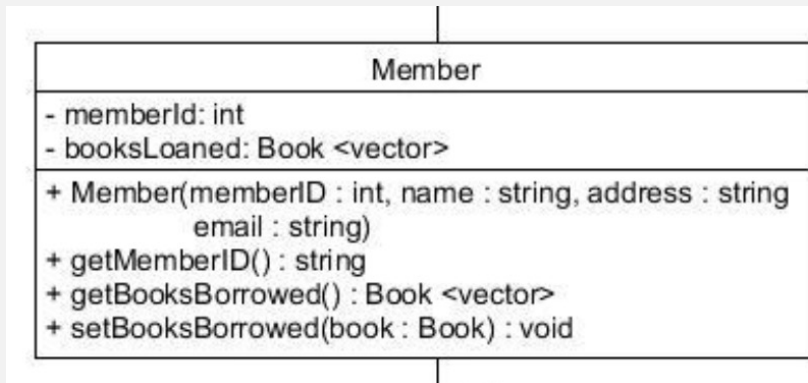 Member
- memberId: int
- booksLoaned: Book <vector>
+ Member(memberID : int, name : string, address : string
email : string)
+ getMemberID() : string
+ getBooksBorrowed() : Book <vector>
+ setBooksBorrowed(book : Book) : void